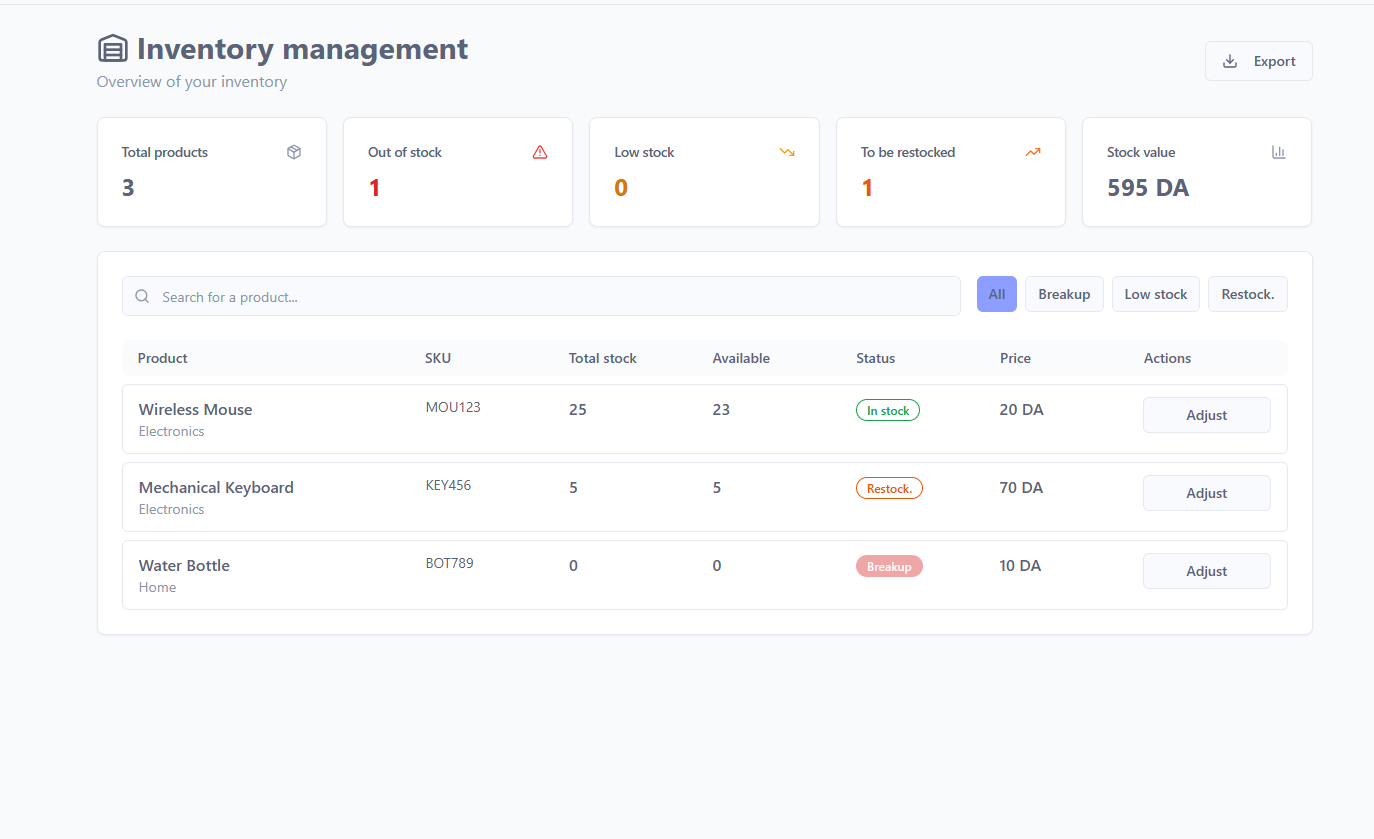 Inventory management
Overview of your inventory
Export
Total products
3
Out of stock
1
Low stock
0
To be restocked
1
Stock value
595 DA
Search for a product...
All Breakup Low stock Restock.
Product SKU Total stock Available Status Price Actions
Wireless Mouse MOU123 25 23 In stock 20 DA Adjust
Electronics
Mechanical Keyboard KEY456 5 5 Restock. 70 DA Adjust
Electronics
Water Bottle BOT789 0 0 Breakup 10 DA Adjust
Home